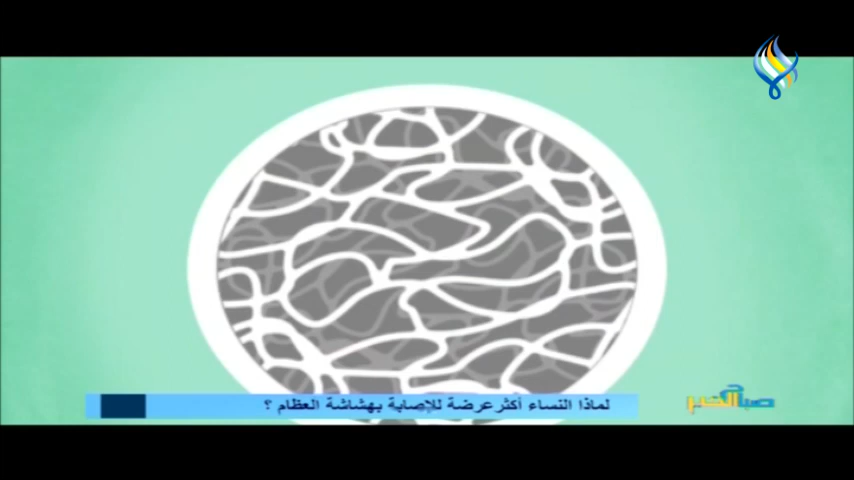 لماذا النساء أكثر عرضة للإصابة بهشاشة العظام ؟
صباح الخير